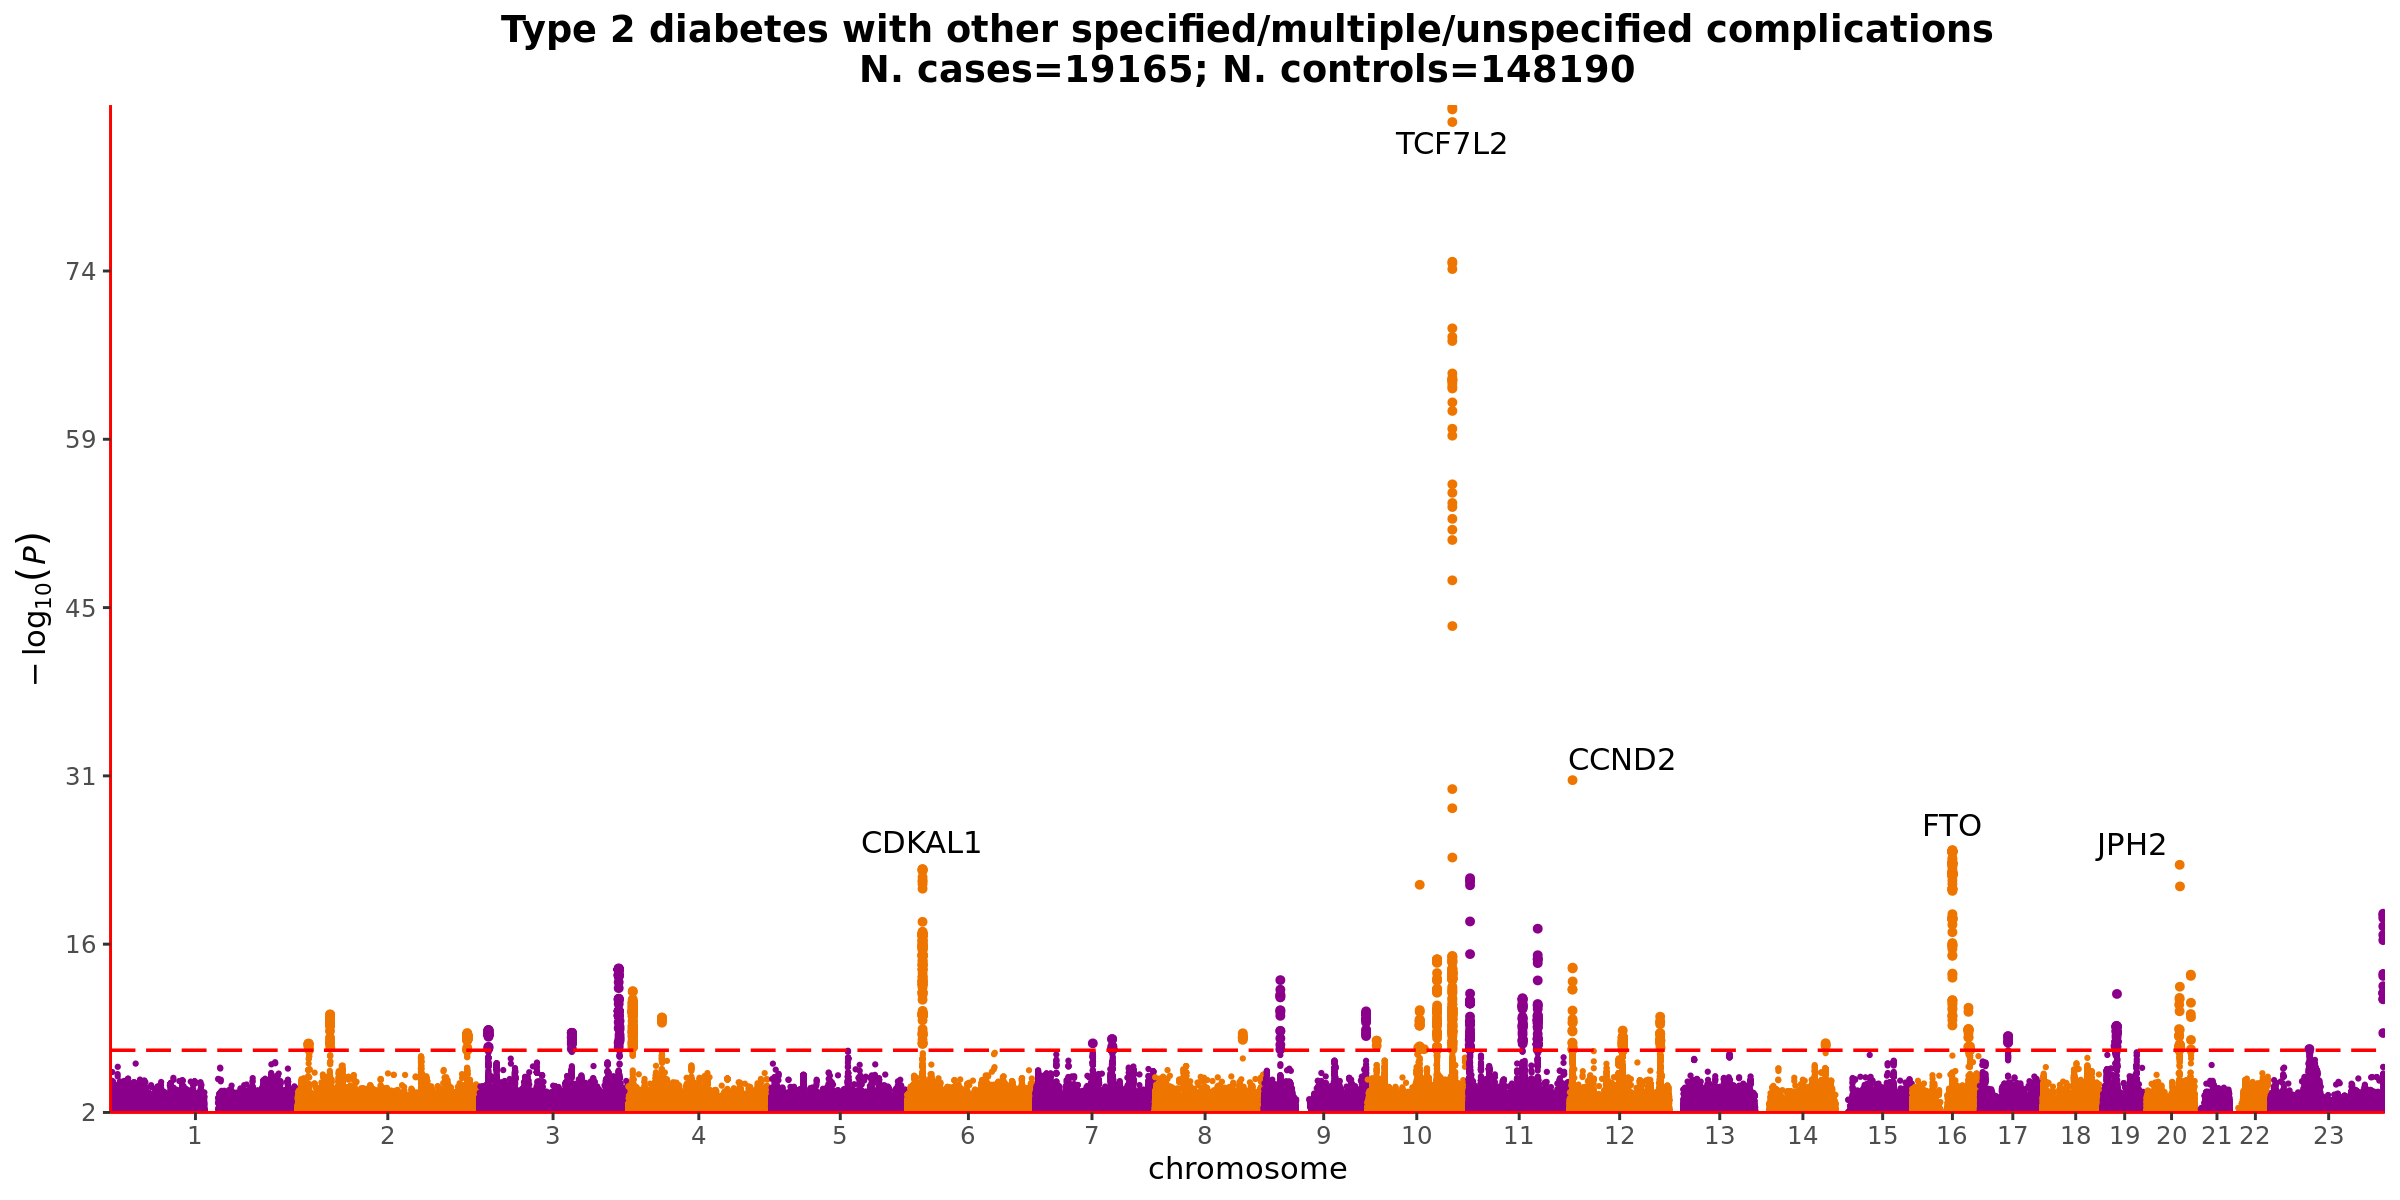 Type 2 diabetes with other specified/multiple/unspecified complications
N. cases=19165; N. controls=148190
TCF7L2
74
59
− log10(P)
45
CCND2
31
FTO
CDKAL1
JPH2
16
2
1 2 3 4 5 6 7 8 9 10 11 12 13 14 15 16 17 18 19 20 21 22 23
chromosome